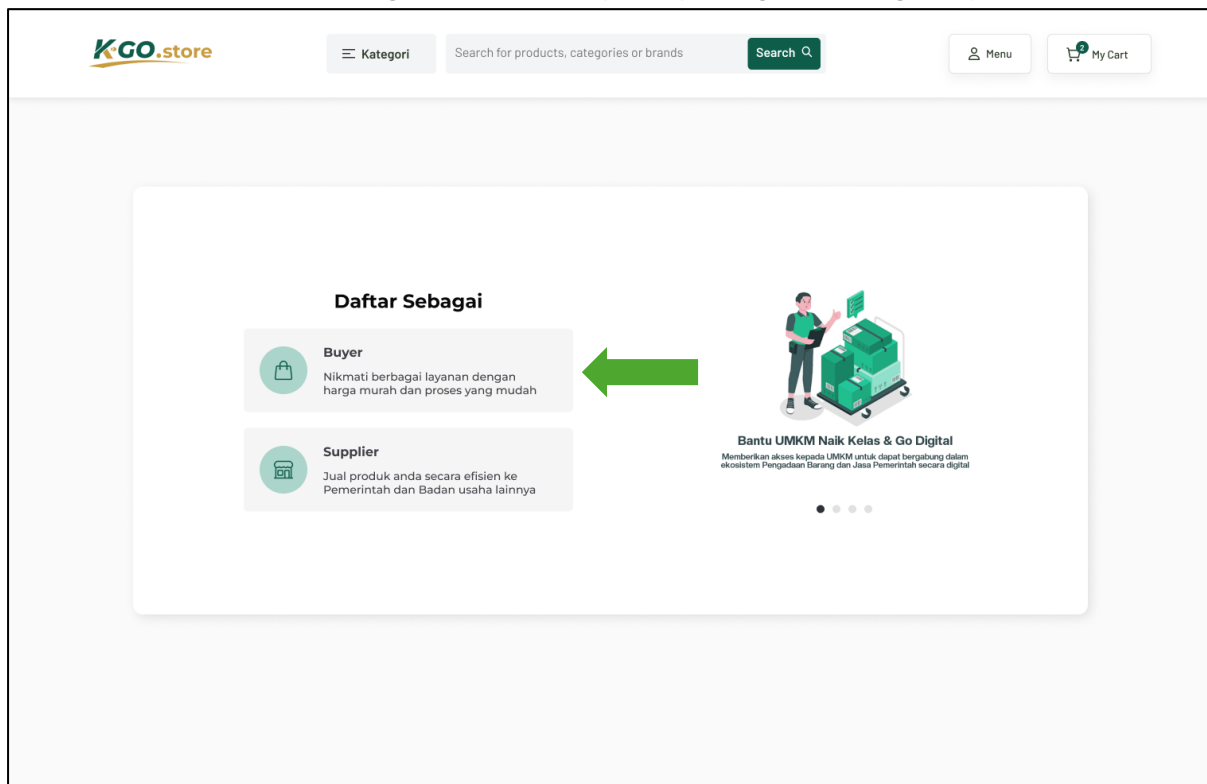 K-GO.store
Kategori
Search for products, categories or brands
Search
Menu
2
My Cart
Daftar Sebagai
Buyer
Nikmati berbagai layanan dengan
harga murah dan proses yang mudah
Supplier
Jual produk anda secara efisien ke
Pemerintah dan Badan usaha lainnya
Bantu UMKM Naik Kelas & Go Digital
Memberikan akses kepada UMKM untuk dapat bergabung dalam
ekosistem Pengadaan Barang dan Jasa Pemerintah secara digital